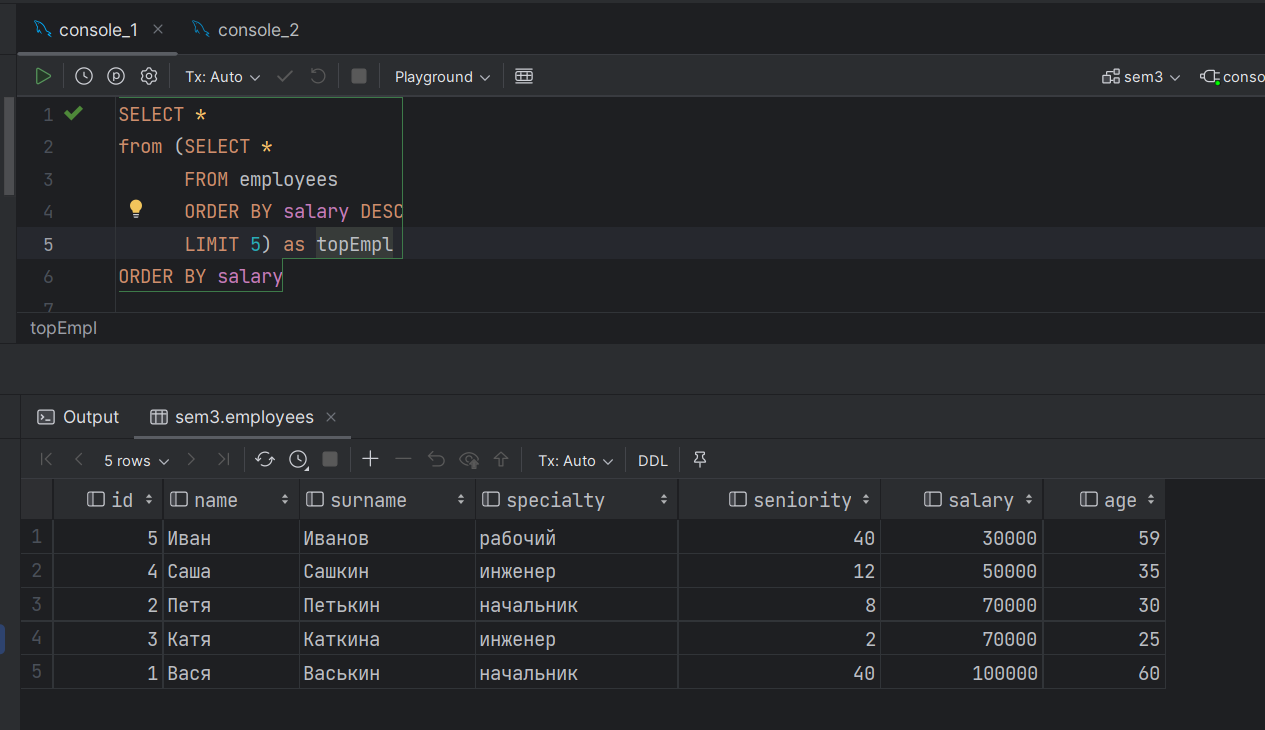 console_1
console_2
Tx: Auto
Playground
sem3
conso
1 SELECT *
2 from (SELECT *
3 FROM employees
4 ORDER BY salary DESC
5 LIMIT 5) as topEmpl
6 ORDER BY salary
7
topEmpl
Output
sem3.employees
5 rows
Tx: Auto
DDL
id name surname specialty seniority salary age
1 5 Иван Иванов рабочий 40 30000 59
2 4 Саша Сашкин инженер 12 50000 35
3 2 Петя Петькин начальник 8 70000 30
4 3 Катя Каткина инженер 2 70000 25
5 1 Вася Васькин начальник 40 100000 60